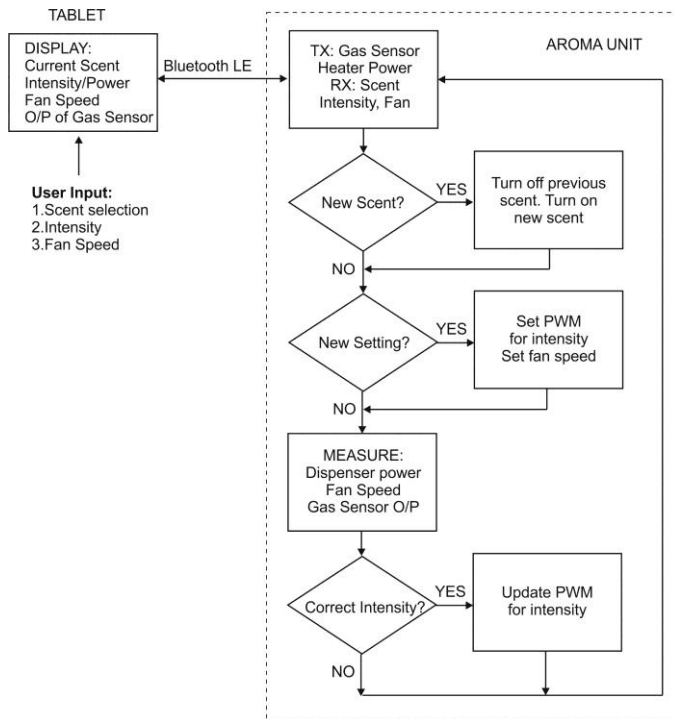 TABLET
DISPLAY:
Current Scent
Intensity/Power
Fan Speed
O/P of Gas Sensor
Bluetooth LE
User Input:
1.Scent selection
2.Intensity
3.Fan Speed
AROMA UNIT
TX: Gas Sensor
Heater Power
RX: Scent
Intensity, Fan
New Scent?
YES
Turn off previous
scent. Turn on
new scent
NO
New Setting?
YES
Set PWM
for intensity
Set fan speed
NO
MEASURE:
Dispenser power
Fan Speed
Gas Sensor O/P
Correct Intensity?
YES
Update PWM
for intensity
NO